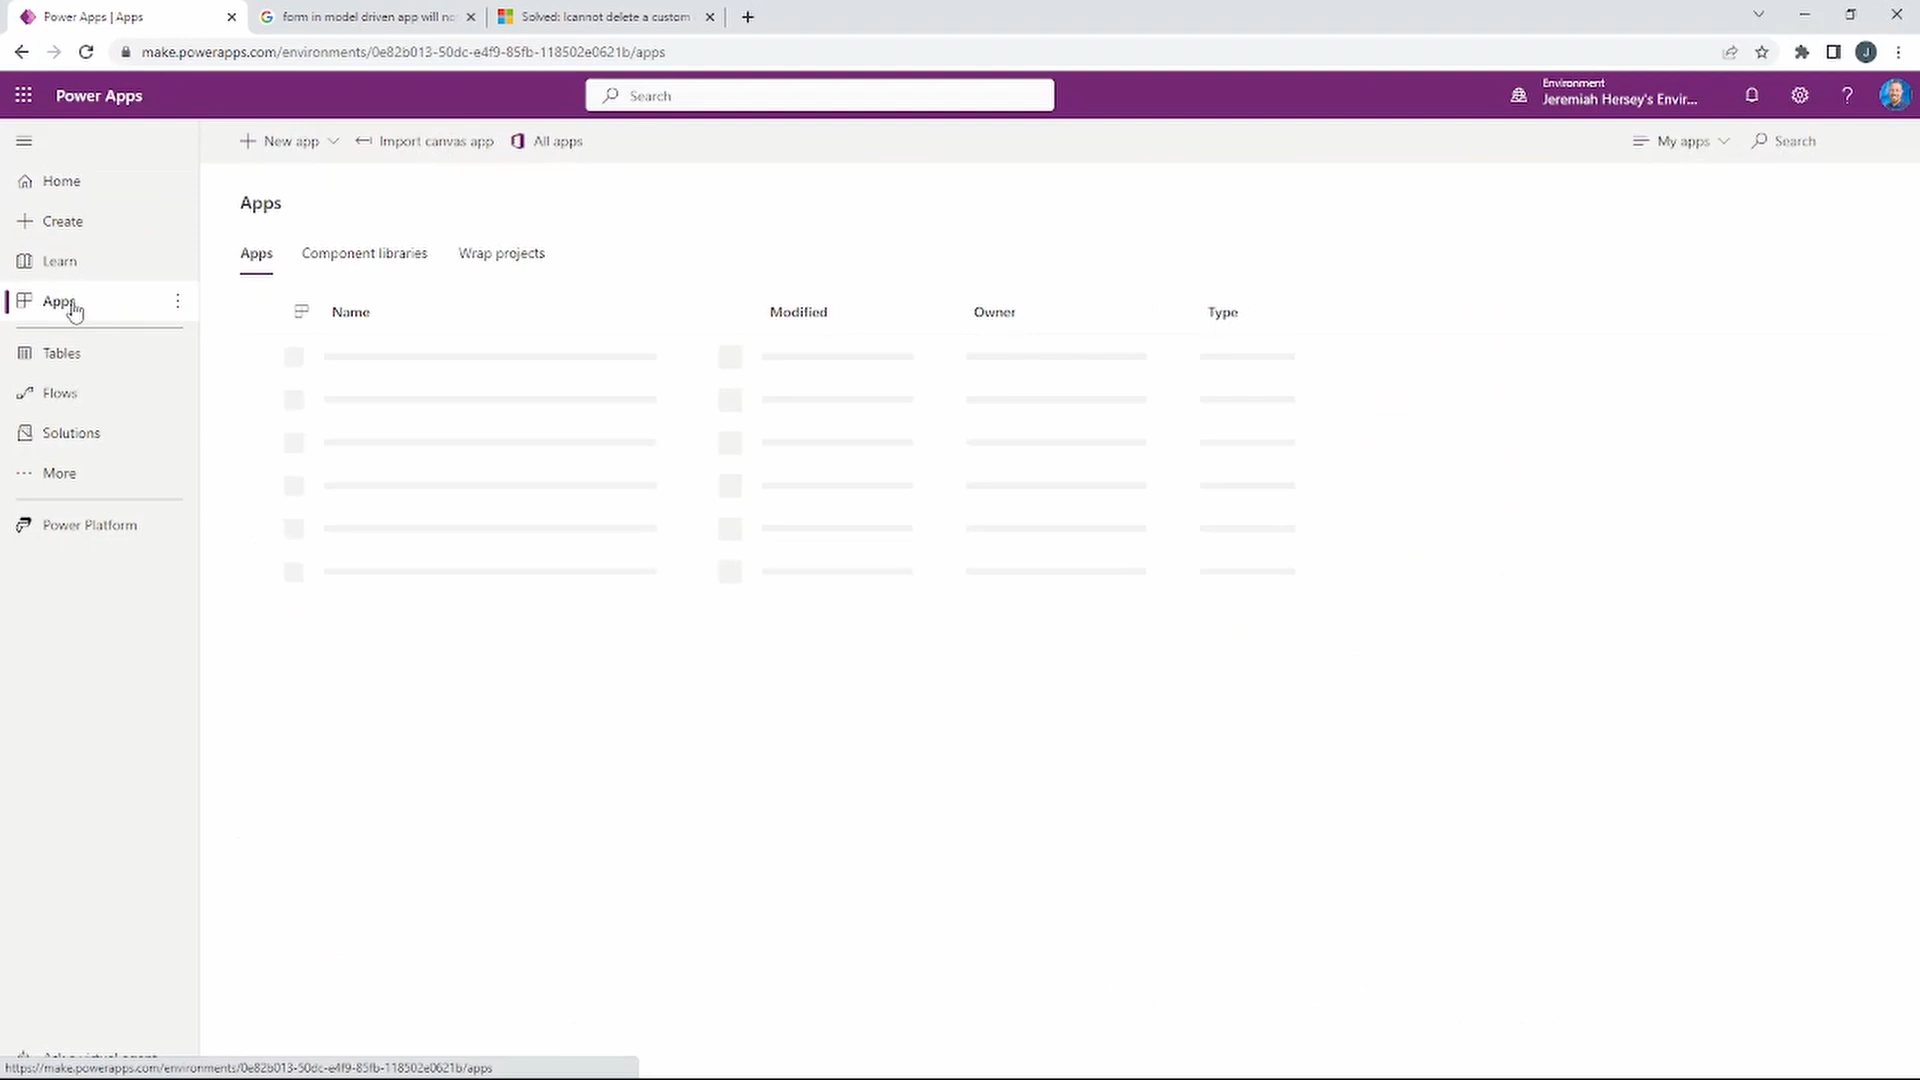 Power Apps | Apps
form in model driven app will no
Solved: Icannot delete a custom
make.powerapps.com/environments/0e82b013-50dc-e4f9-85fb-118502e0621b/apps
J
Power Apps
Search
Environment
Jeremiah Hersey's Envir...
New app
Import canvas app
All apps
My apps
Search
Home
Create
Learn
Apps
Tables
Flows
Solutions
More
Power Platform
Apps
Apps
Component libraries
Wrap projects
Name
Modified
Owner
Type
https://make.powerapps.com/environments/0e82b013-50dc-e4f9-85fb-118502e0621b/apps